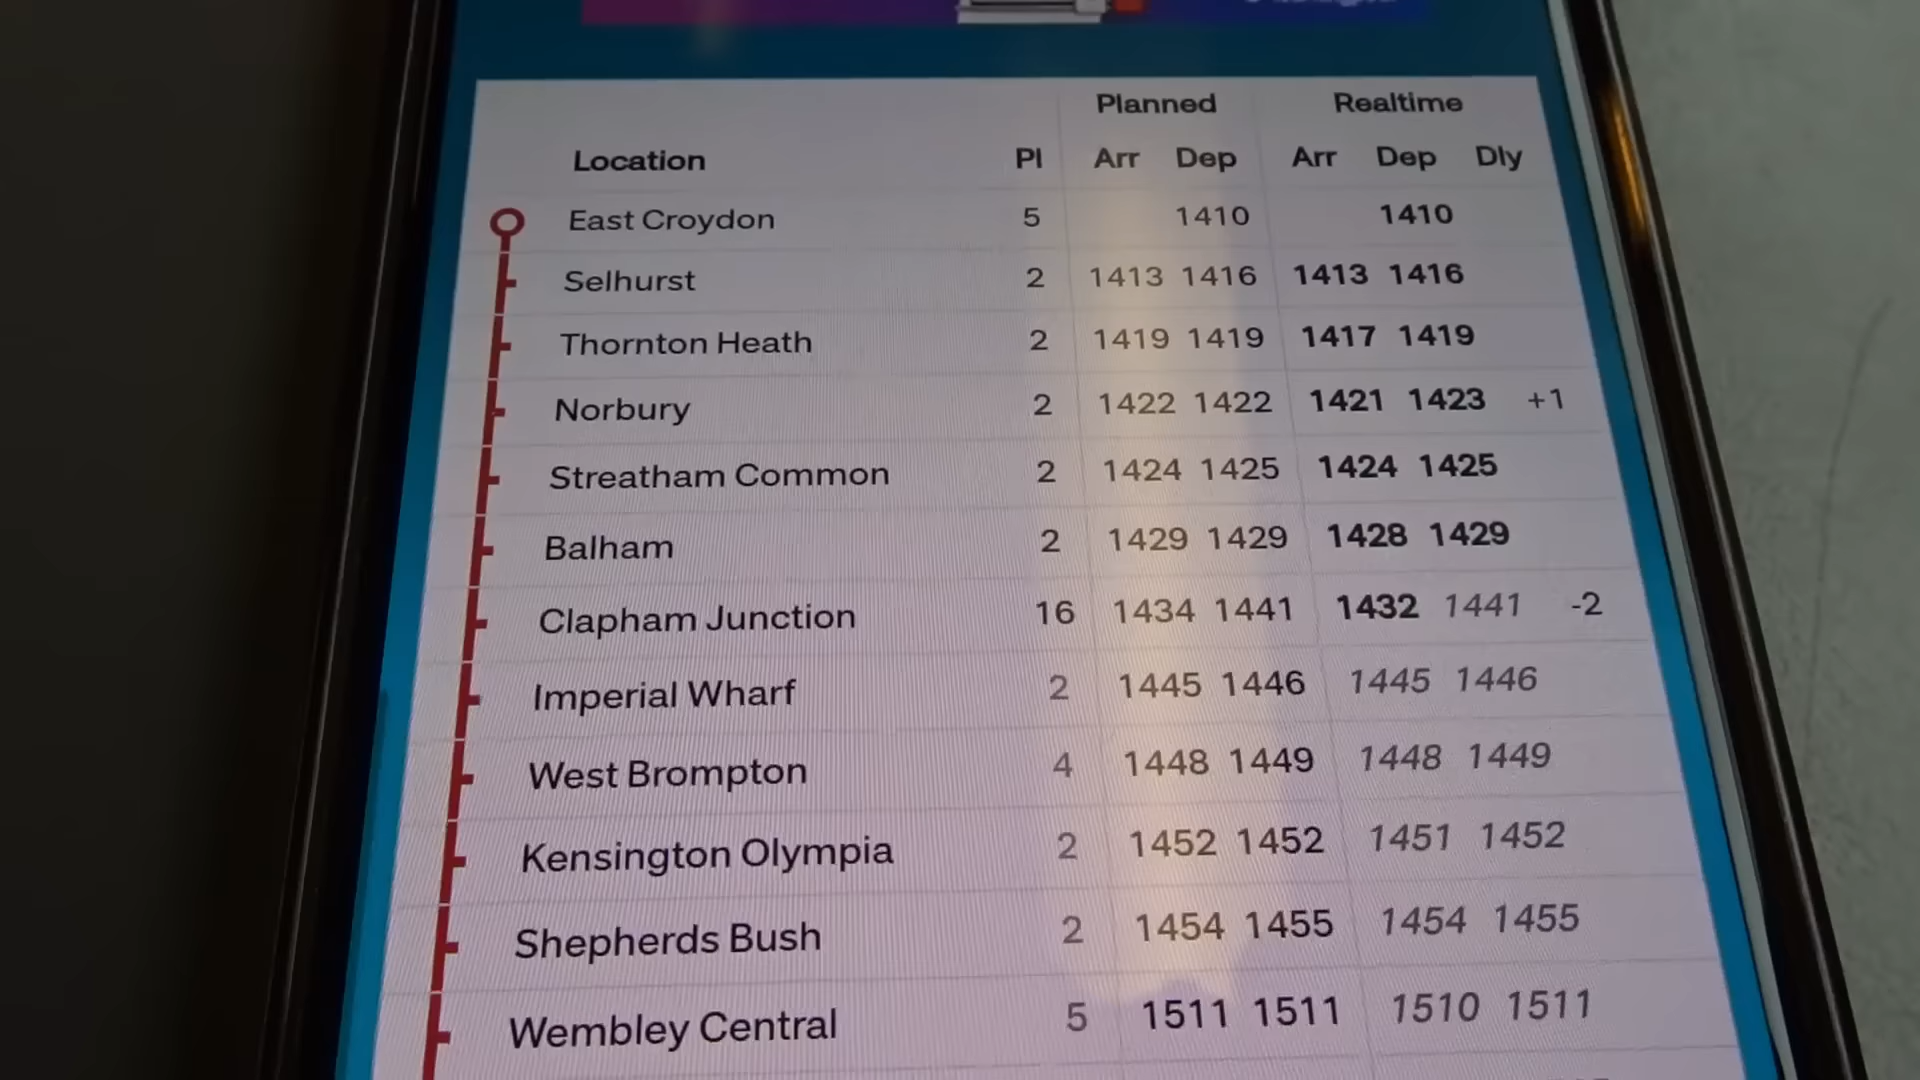 Planned Realtime
Location Pl Arr Dep Arr Dep Dly
East Croydon 5 1410 1410
Selhurst 2 1413 1416 1413 1416
Thornton Heath 2 1419 1419 1417 1419
Norbury 2 1422 1422 1421 1423 +1
Streatham Common 2 1424 1425 1424 1425
Balham 2 1429 1429 1428 1429
Clapham Junction 16 1434 1441 1432 1441 -2
Imperial Wharf 2 1445 1446 1445 1446
West Brompton 4 1448 1449 1448 1449
Kensington Olympia 2 1452 1452 1451 1452
Shepherds Bush 2 1454 1455 1454 1455
Wembley Central 5 1511 1511 1510 1511